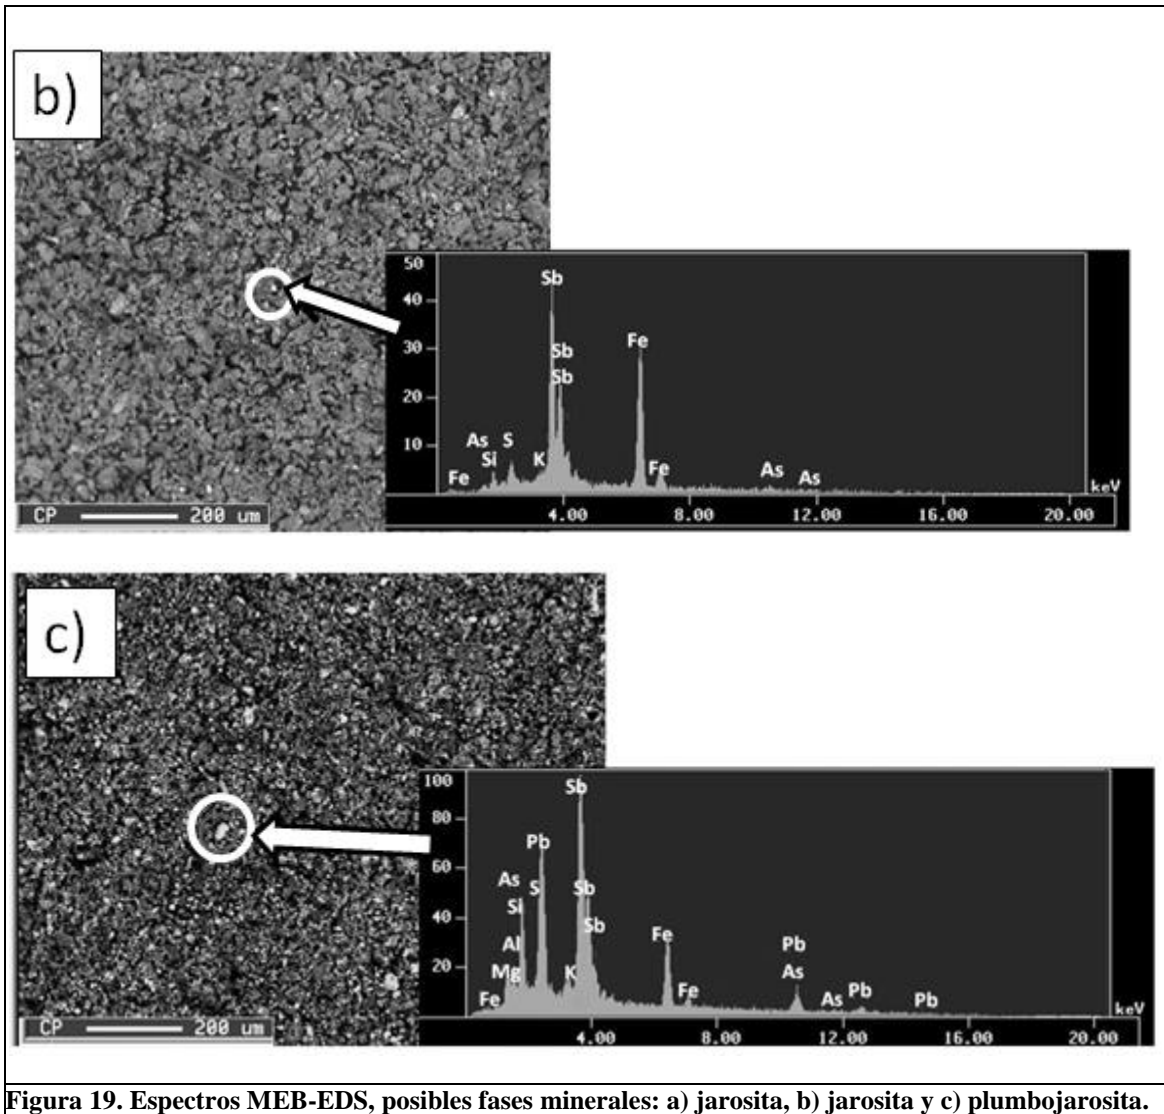 b)
50
Sb
40
30
Fe
Sb
20
Sb
10
As
S
Si
K
Fe
Fe
As
As
keV
CP
200 um
4.00
8.00
12.00
16.00
20.00
c)
100
Sb
80
Pb
60
As
S
Sb
Si
40
Sb
Al
Fe
Pb
20
Mg
K
As
Fe
Fe
As
Pb
Pb
keV
CP
200 um
4.00
8.00
12.00
16.00
20.00
Figura 19. Espectros MEB-EDS, posibles fases minerales: a) jarosita, b) jarosita y c) plumbojarosita.